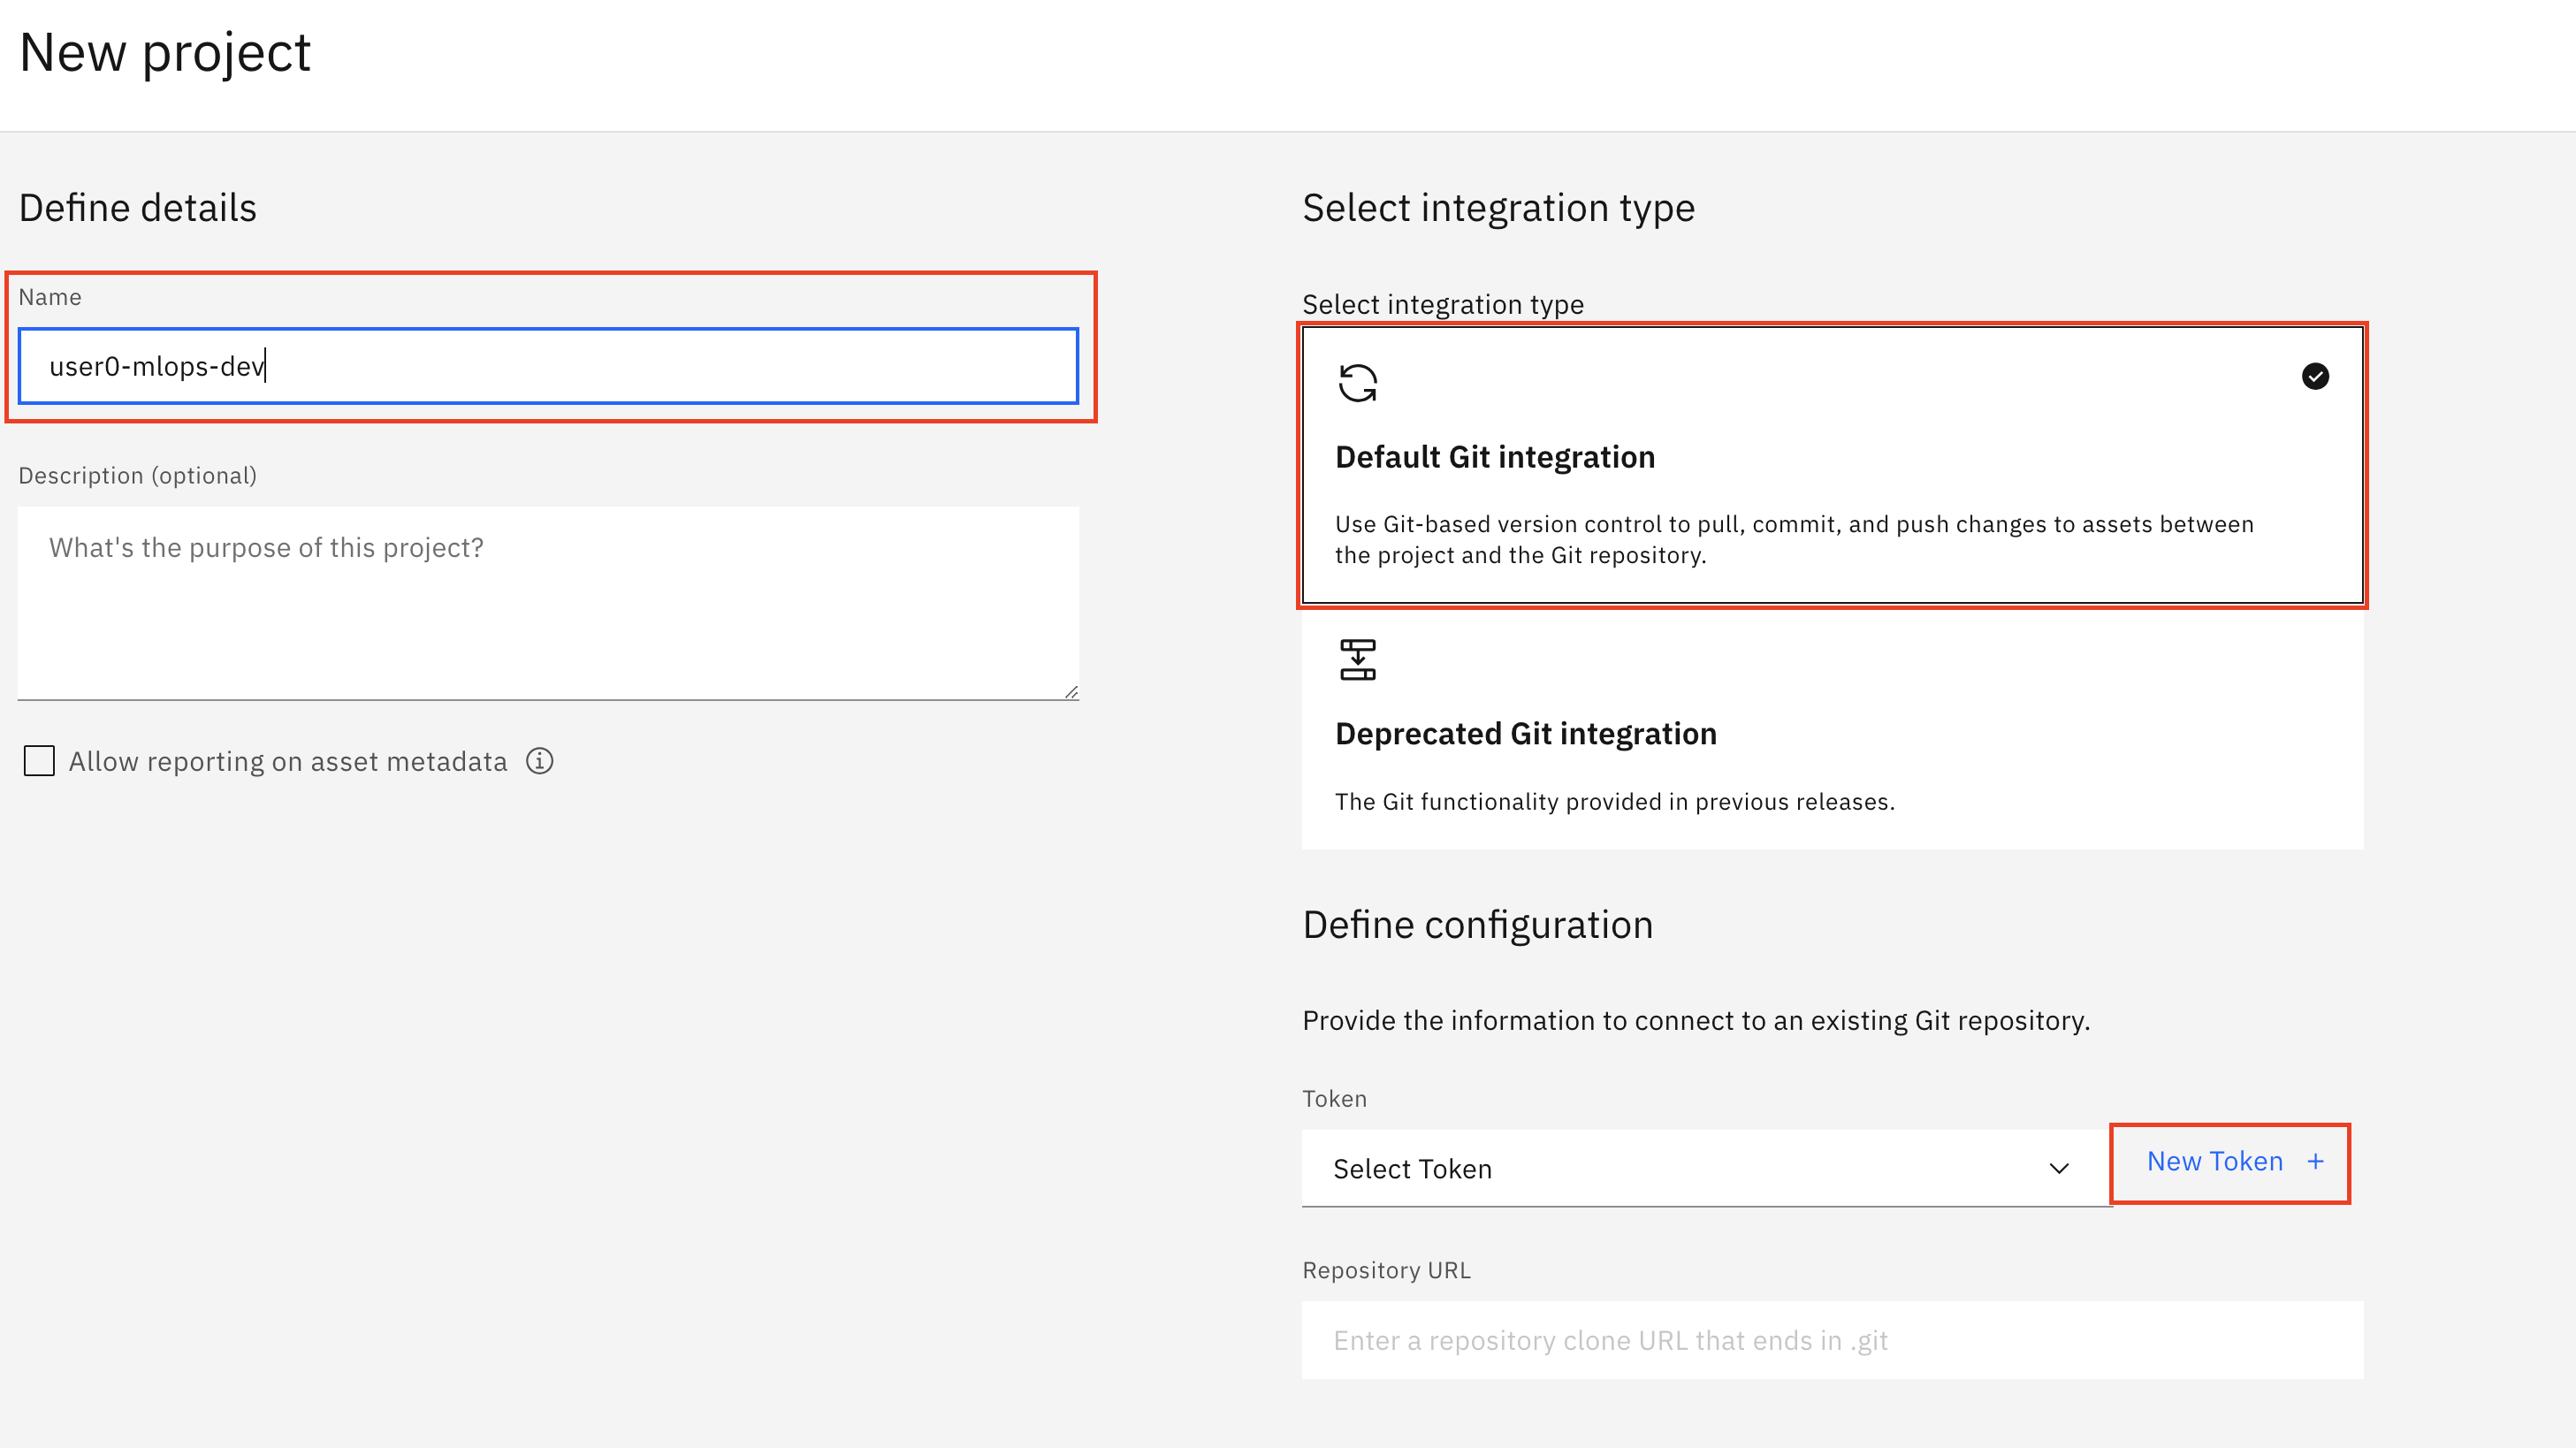 New project
Define details
Name
user0-mlops-dev
Description (optional)
What's the purpose of this project?
Allow reporting on asset metadata
Select integration type
Select integration type
Default Git integration
Use Git-based version control to pull, commit, and push changes to assets between
the project and the Git repository.
Deprecated Git integration
The Git functionality provided in previous releases.
Define configuration
Provide the information to connect to an existing Git repository.
Token
Select Token
New Token +
Repository URL
Enter a repository clone URL that ends in .git